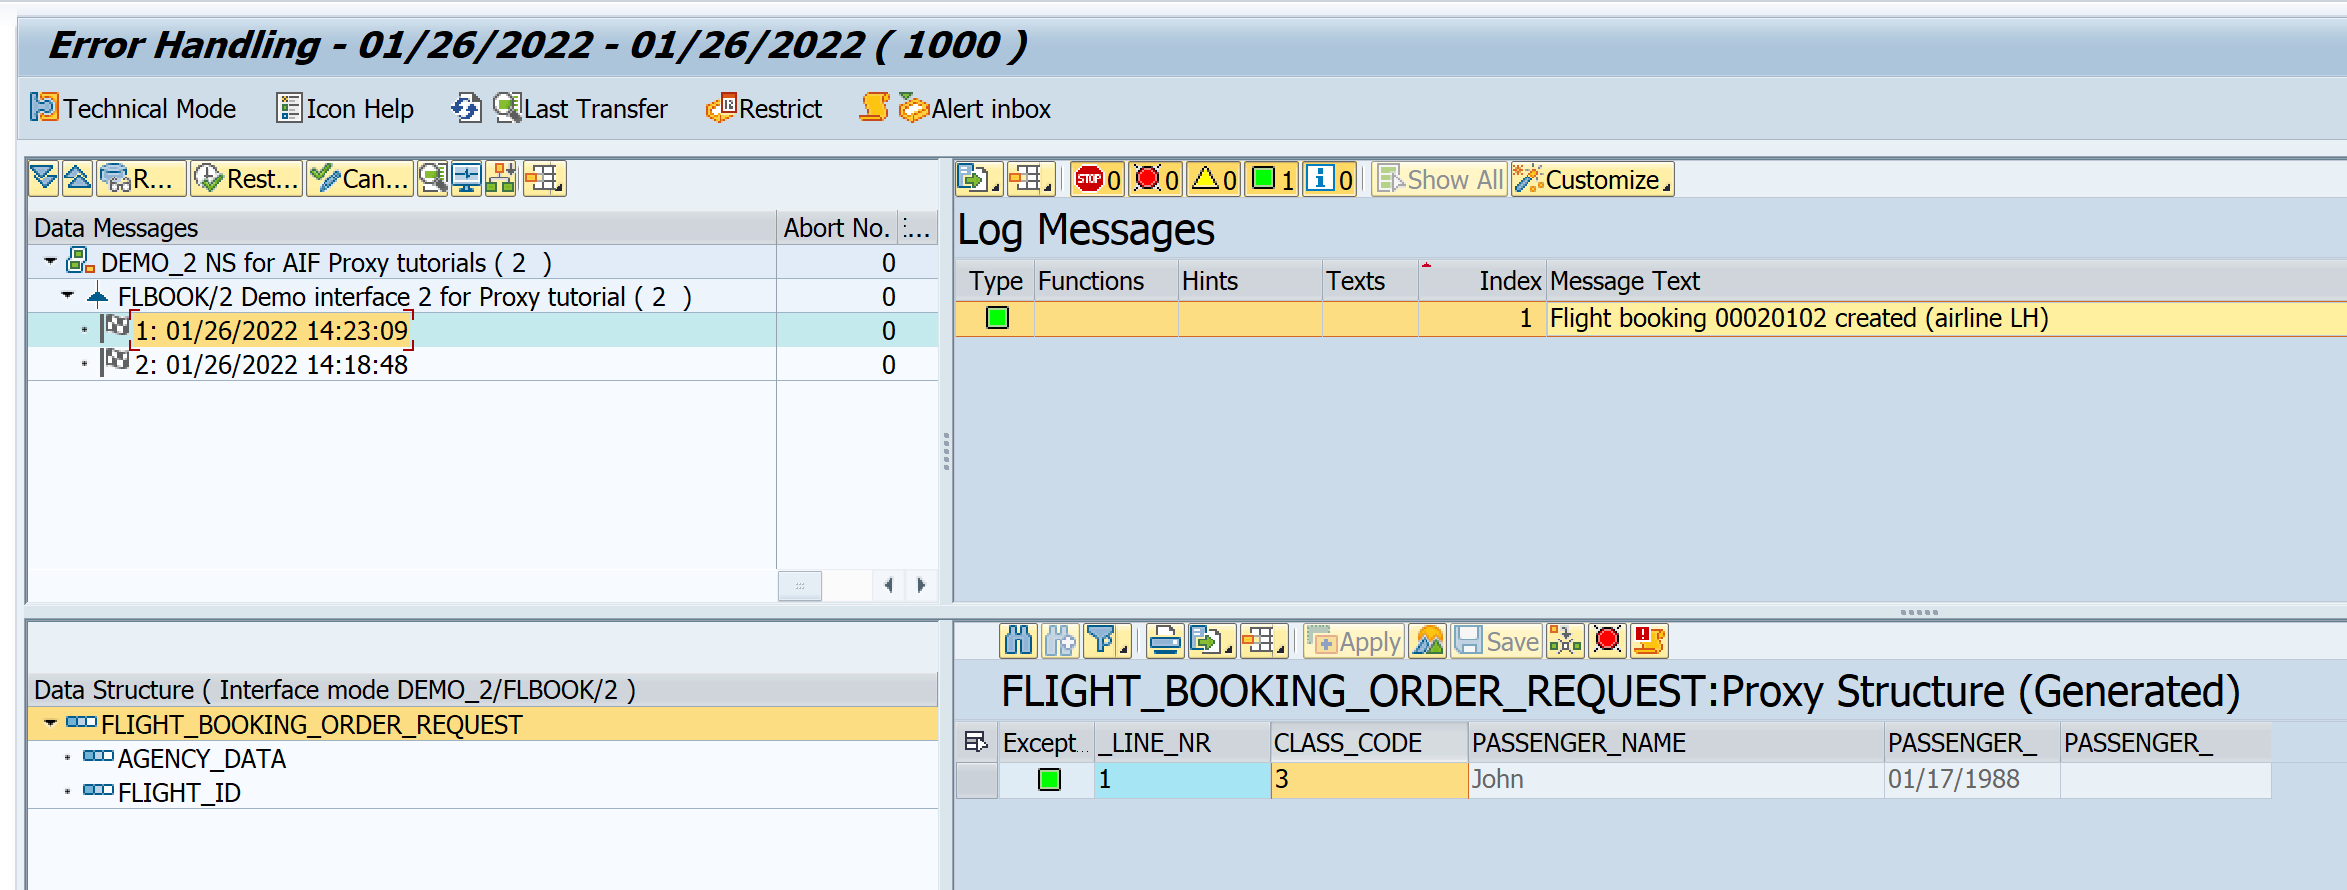 Error Handling - 01/26/2022 - 01/26/2022 ( 1000 )
Technical Mode Icon Help Last Transfer Restrict Alert inbox
R... Rest... Can...
Data Messages Abort No. :...
DEMO_2 NS for AIF Proxy tutorials ( 2 ) 0
FLBOOK/2 Demo interface 2 for Proxy tutorial ( 2 ) 0
1: 01/26/2022 14:23:09 0
2: 01/26/2022 14:18:48 0
STOP 0 0 0 1 i 0 Show All Customize
Log Messages
Type Functions Hints Texts Index Message Text
1 Flight booking 00020102 created (airline LH)
Data Structure ( Interface mode DEMO_2/FLBOOK/2 )
FLIGHT_BOOKING_ORDER_REQUEST
AGENCY_DATA
FLIGHT_ID
Apply Save
FLIGHT_BOOKING_ORDER_REQUEST:Proxy Structure (Generated)
Except... _LINE_NR CLASS_CODE PASSENGER_NAME PASSENGER_ PASSENGER_
1 3 John 01/17/1988